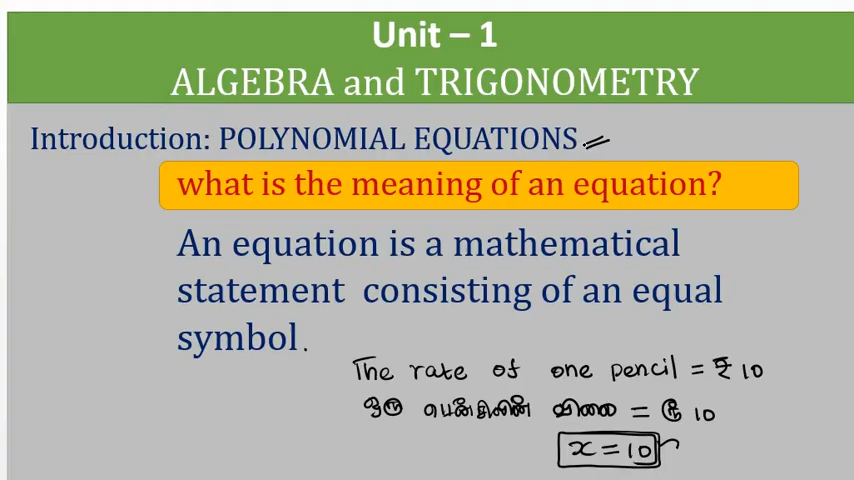 Unit – 1
ALGEBRA and TRIGONOMETRY
Introduction: POLYNOMIAL EQUATIONS
what is the meaning of an equation?
An equation is a mathematical
statement consisting of an equal
symbol.
The rate of one pencil = ₹ 10
ஒரு பென்சிலின் விலை = ரூ 10
x = 10